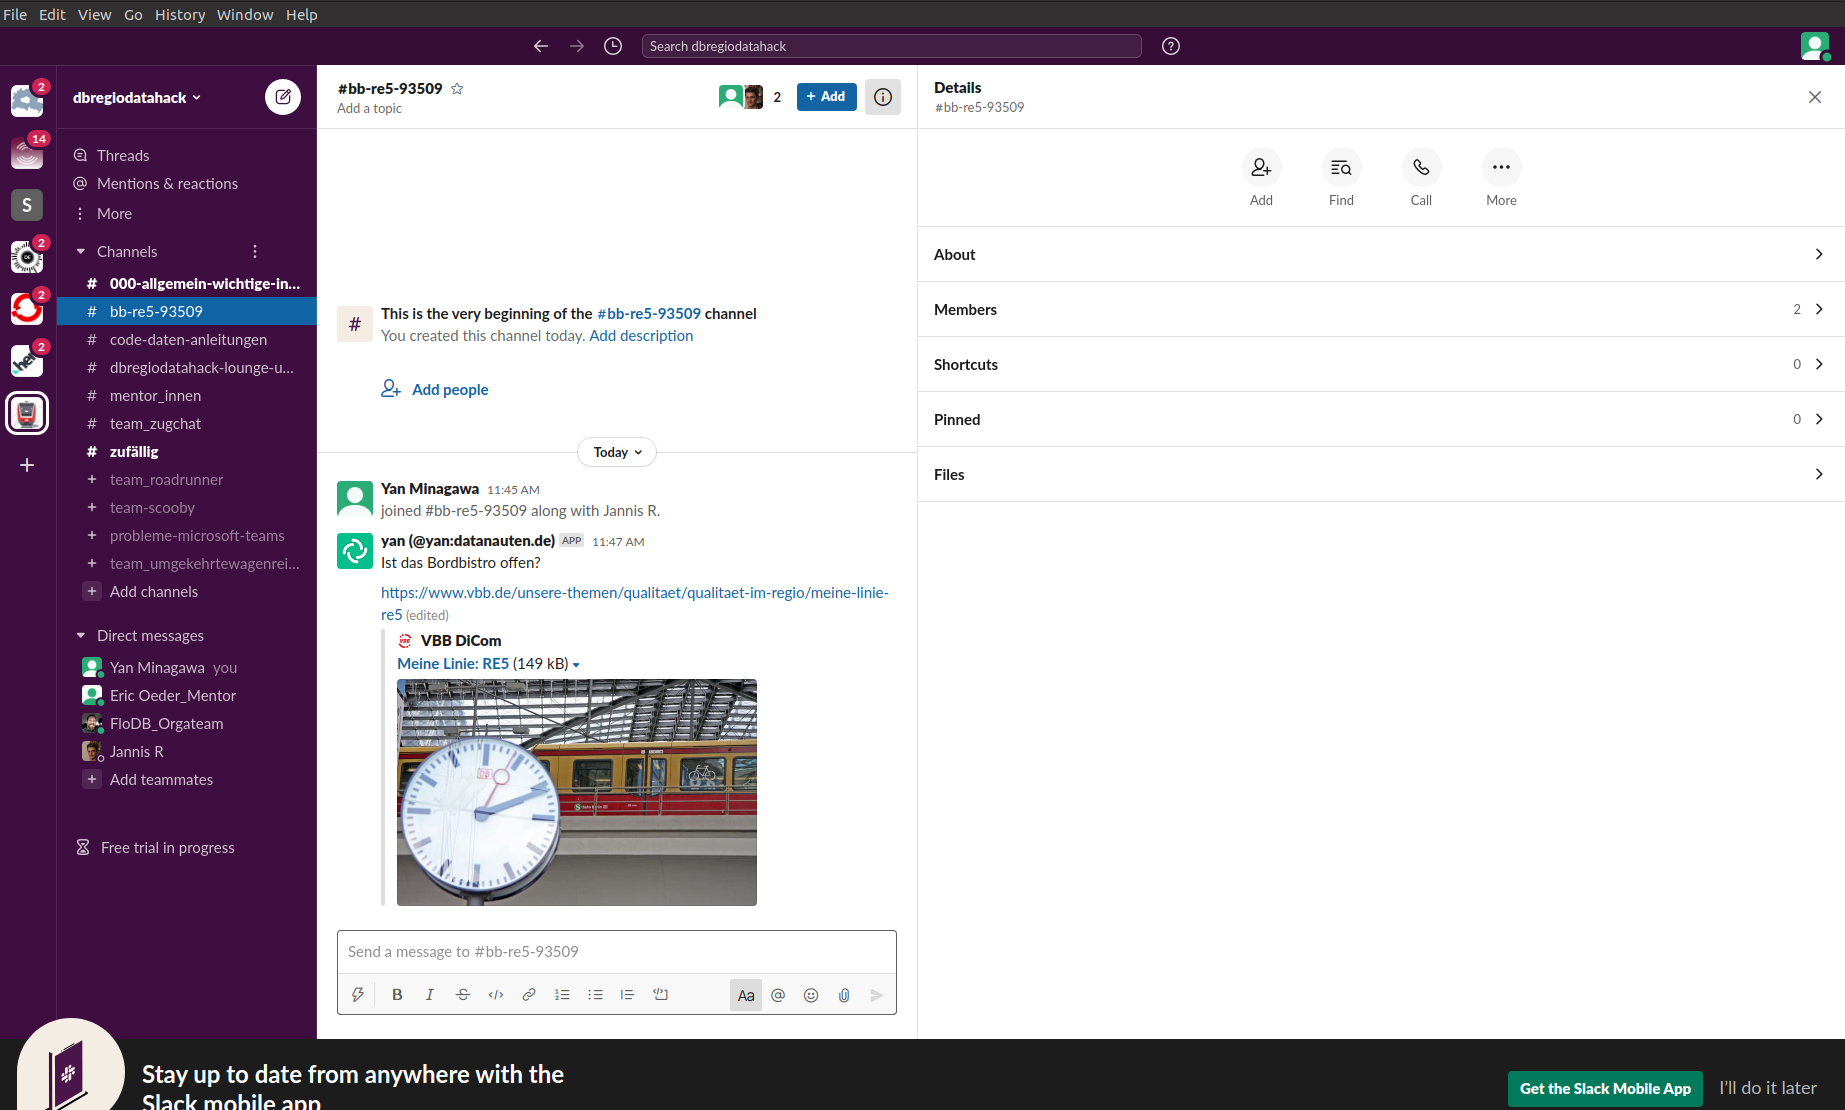 File Edit View Go History Window Help
Search dbregiodatahack
2
14
S
2
2
2
dbregiodatahack
Threads
Mentions & reactions
More
Channels
# 000-allgemein-wichtige-in...
# bb-re5-93509
# code-daten-anleitungen
# dbregiodatahack-lounge-u...
# mentor_innen
# team_zugchat
# zufällig
+ team_roadrunner
+ team-scooby
+ probleme-microsoft-teams
+ team_umgekehrtewagenrei...
+ Add channels
Direct messages
Yan Minagawa you
Eric Oeder_Mentor
FloDB_Orgateam
Jannis R
+ Add teammates
Free trial in progress
#bb-re5-93509
Add a topic
2
+ Add
# This is the very beginning of the #bb-re5-93509 channel
You created this channel today. Add description
Add people
Today
Yan Minagawa 11:45 AM
joined #bb-re5-93509 along with Jannis R.
yan (@yan:datanauten.de) APP 11:47 AM
Ist das Bordbistro offen?
https://www.vbb.de/unsere-themen/qualitaet/qualitaet-im-regio/meine-linie-
re5 (edited)
VBB DiCom
Meine Linie: RE5 (149 kB)
Send a message to #bb-re5-93509
B I S </> Aa @
Details
#bb-re5-93509
Add
Find
Call
More
About
Members 2
Shortcuts 0
Pinned 0
Files
Stay up to date from anywhere with the
Slack mobile app
Get the Slack Mobile App
I'll do it later